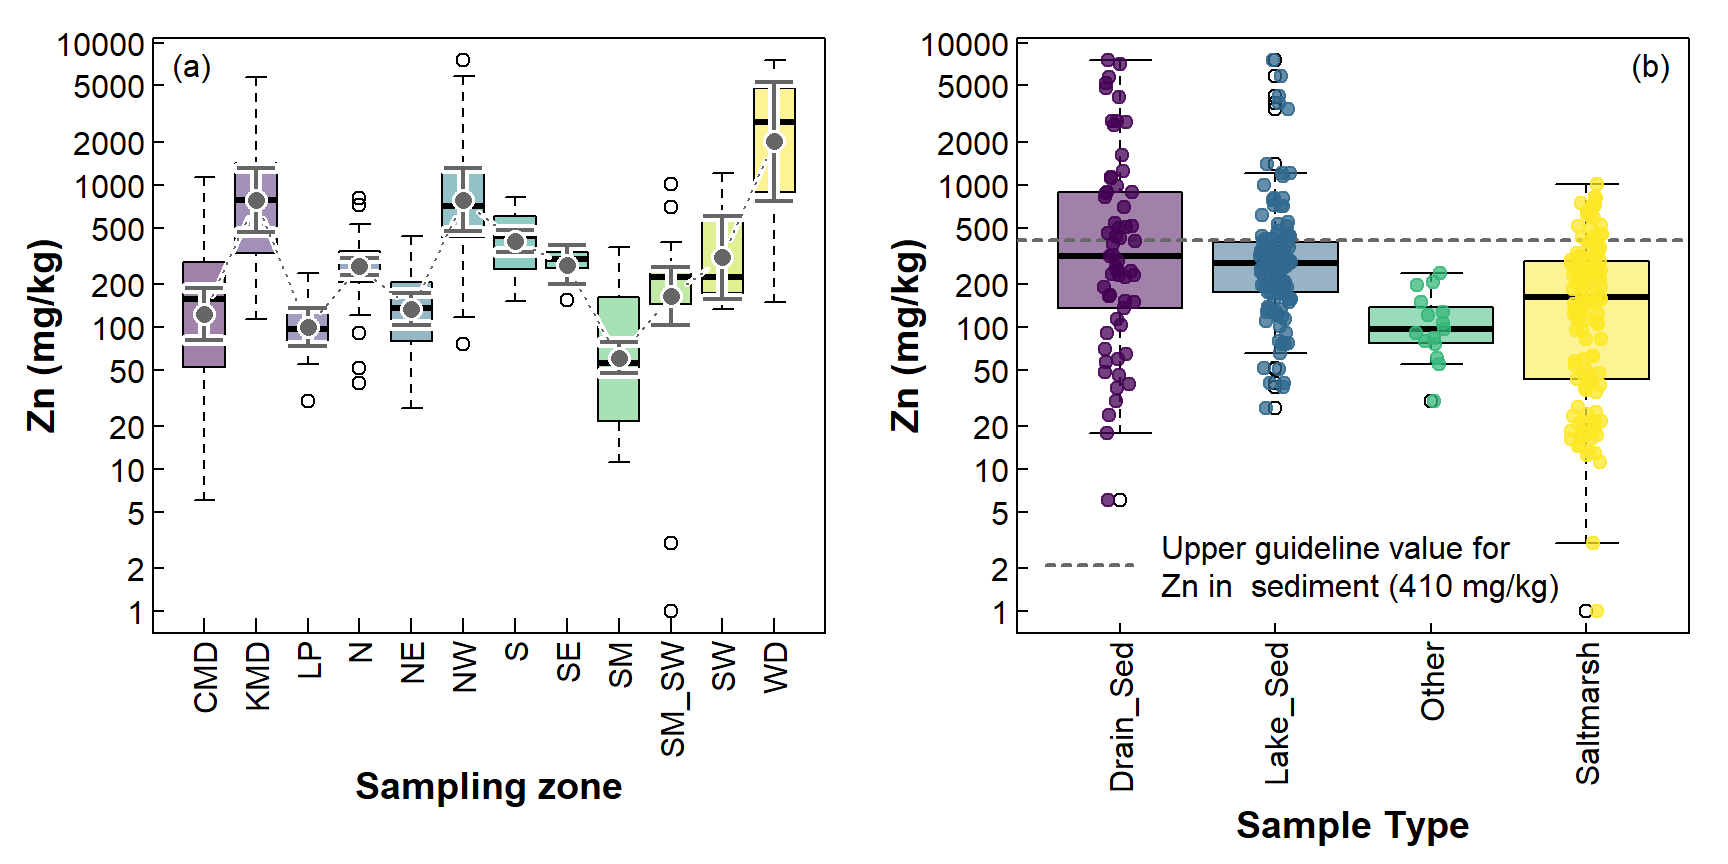 (a)
Zn (mg/kg)
10000
5000
2000
1000
500
200
100
50
20
10
5
2
1
CMD
KMD
LP
N
NE
NW
S
SE
SM
SM_SW
SW
WD
Sampling zone
(b)
Zn (mg/kg)
10000
5000
2000
1000
500
200
100
50
20
10
5
2
1
Upper guideline value for
Zn in  sediment (410 mg/kg)
Drain_Sed
Lake_Sed
Other
Saltmarsh
Sample Type